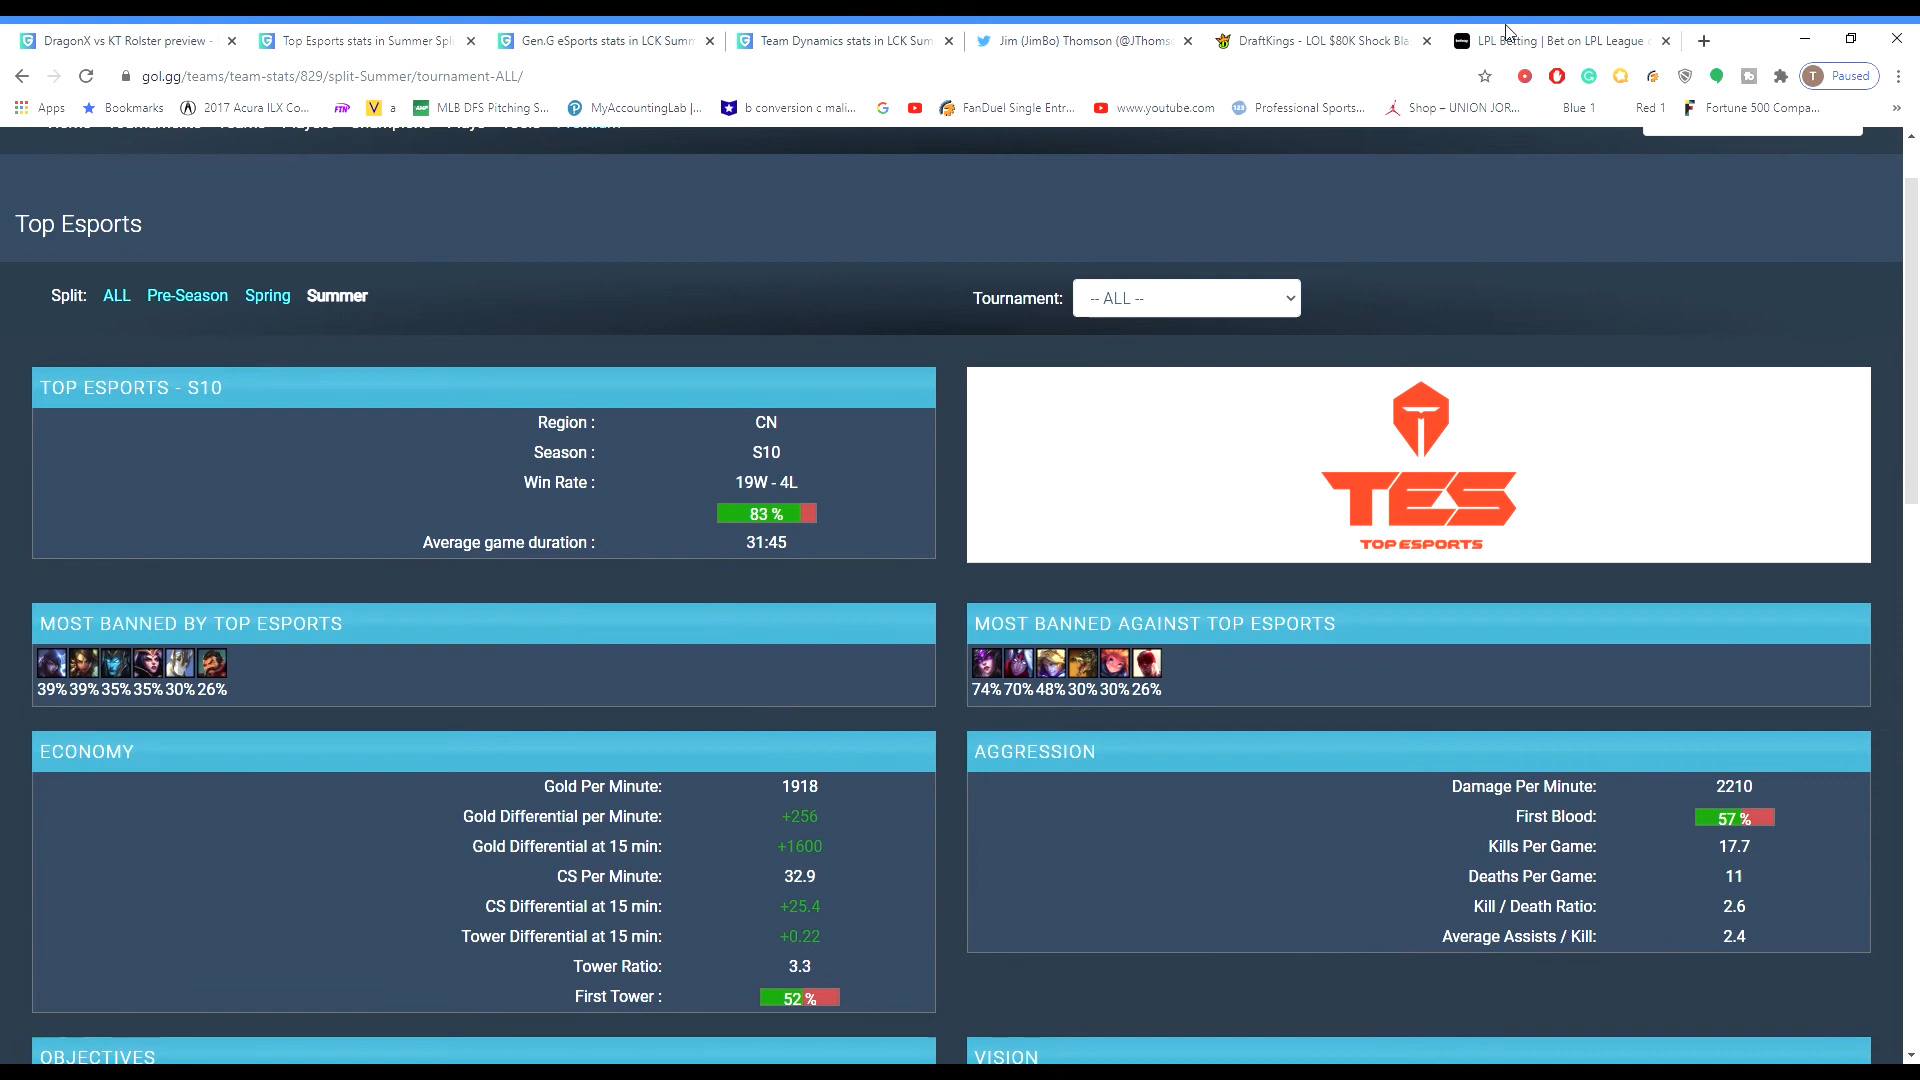 DragonX vs KT Rolster preview -
Top Esports stats in Summer Spli
Gen.G eSports stats in LCK Summ
Team Dynamics stats in LCK Sum
Jim (JimBo) Thomson (@JThoms
DraftKings - LOL $80K Shock Bla
LPL Betting | Bet on LPL League o
gol.gg/teams/team-stats/829/split-Summer/tournament-ALL/
T Paused
Apps
Bookmarks
2017 Acura ILX Co...
FTN
a
MLB DFS Pitching S...
MyAccountingLab |...
b conversion c mali...
FanDuel Single Entr...
www.youtube.com
Professional Sports...
Shop – UNION JOR...
Blue 1
Red 1
Fortune 500 Compa...
Home Tournaments Teams Players Champions Plays Tools Premium
Top Esports
Split: ALL Pre-Season Spring Summer
Tournament: -- ALL --
TOP ESPORTS - S10
Region : CN
Season : S10
Win Rate : 19W - 4L
83 %
Average game duration : 31:45
TES
TOP ESPORTS
MOST BANNED BY TOP ESPORTS
39% 39% 35% 35% 30% 26%
MOST BANNED AGAINST TOP ESPORTS
74% 70% 48% 30% 30% 26%
ECONOMY
Gold Per Minute: 1918
Gold Differential per Minute: +256
Gold Differential at 15 min: +1600
CS Per Minute: 32.9
CS Differential at 15 min: +25.4
Tower Differential at 15 min: +0.22
Tower Ratio: 3.3
First Tower : 52 %
AGGRESSION
Damage Per Minute: 2210
First Blood: 57 %
Kills Per Game: 17.7
Deaths Per Game: 11
Kill / Death Ratio: 2.6
Average Assists / Kill: 2.4
OBJECTIVES
VISION